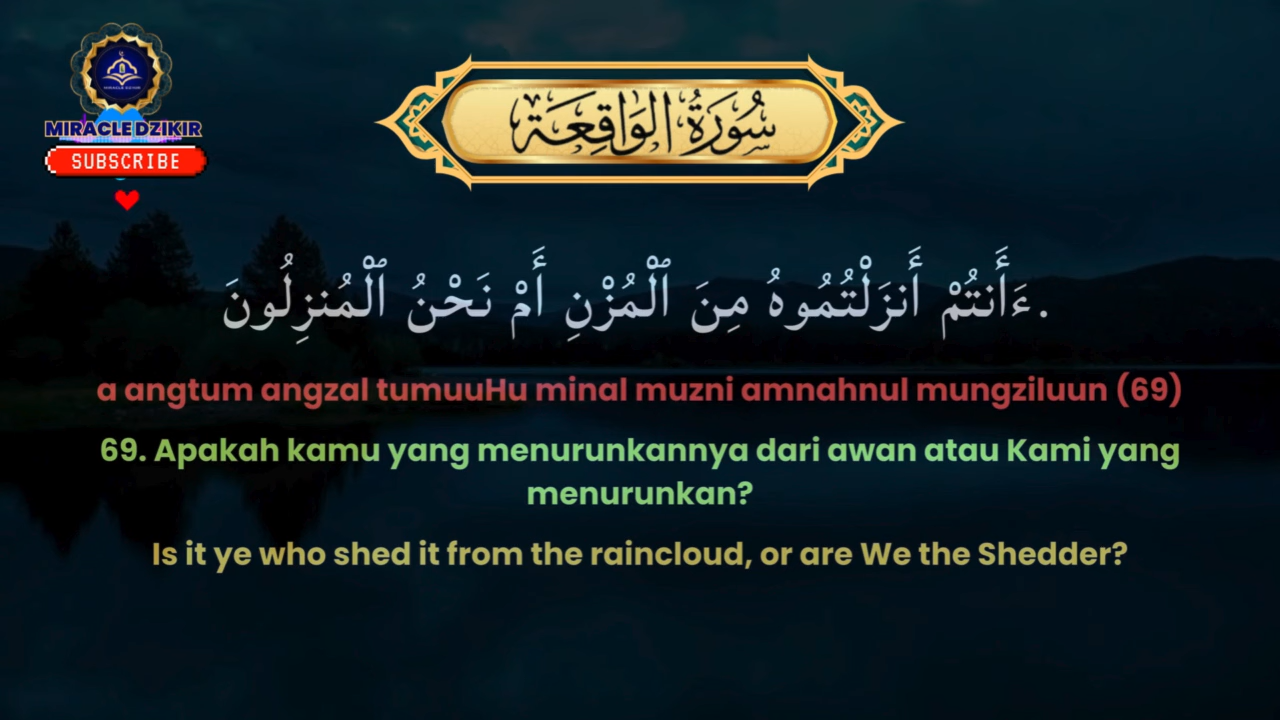 MIRACLE DZIKIR
SUBSCRIBE
سُورَةُ الوَاقِعَة
ءَأَنتُمْ أَنزَلْتُمُوهُ مِنَ ٱلْمُزْنِ أَمْ نَحْنُ ٱلْمُنزِلُونَ.
a angtum angzal tumuuHu minal muzni amnahnul mungziluun (69)
69. Apakah kamu yang menurunkannya dari awan atau Kami yang
menurunkan?
Is it ye who shed it from the raincloud, or are We the Shedder?